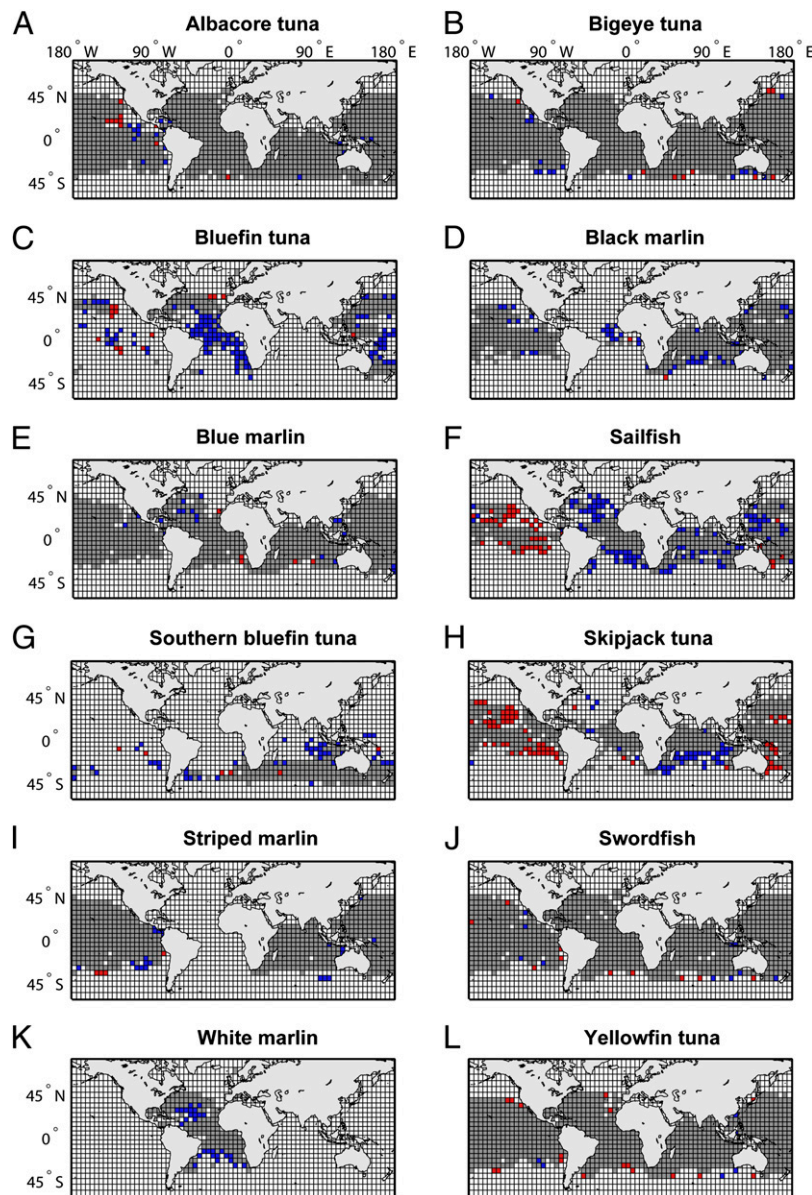 A Albacore tuna
B Bigeye tuna
180° W 90° W 0° 90° E 180° E
180° W 90° W 0° 90° E 180° E
45° N
0°
45° S
C Bluefin tuna
D Black marlin
45° N
0°
45° S
E Blue marlin
F Sailfish
45° N
0°
45° S
G Southern bluefin tuna
H Skipjack tuna
45° N
0°
45° S
I Striped marlin
J Swordfish
45° N
0°
45° S
K White marlin
L Yellowfin tuna
45° N
0°
45° S